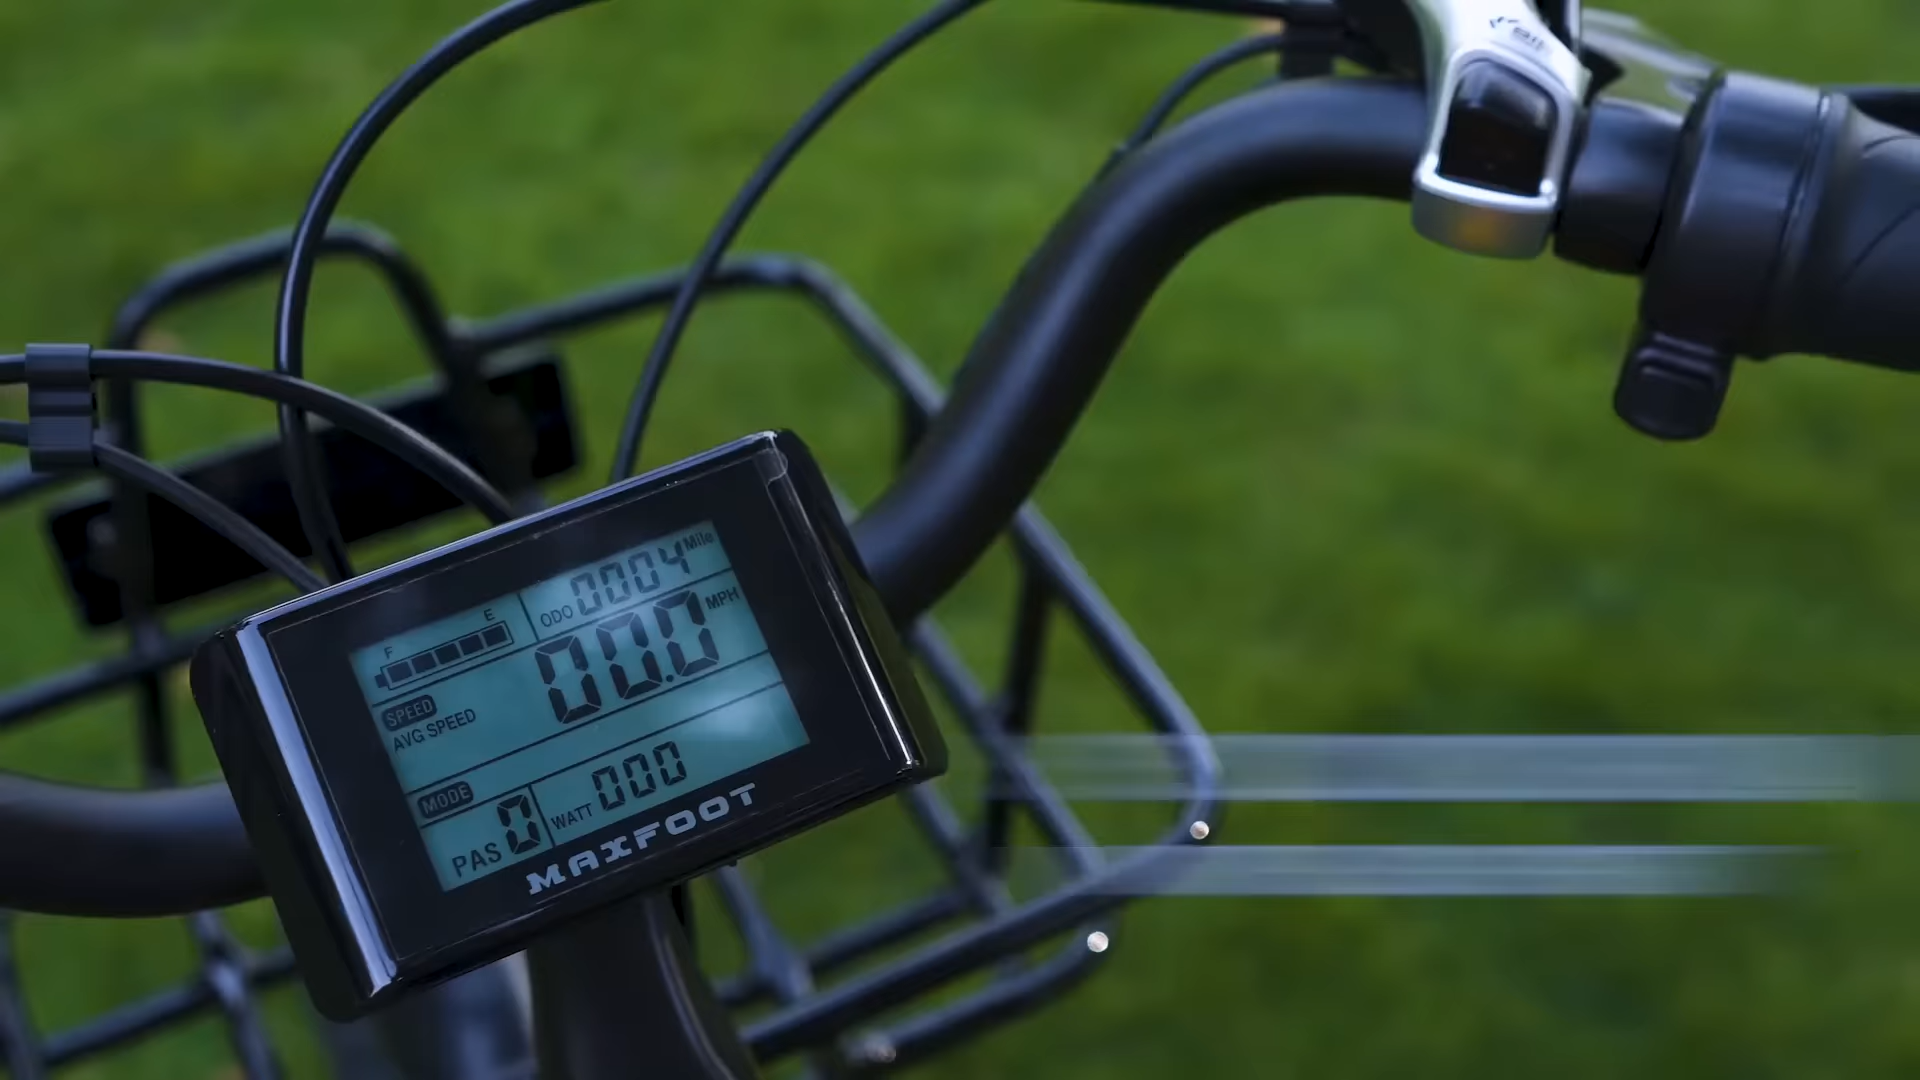 ODO 0004 Mile
F E
00.0 MPH
SPEED
AVG SPEED
MODE
PAS 0
WATT 000
MAXFOOT